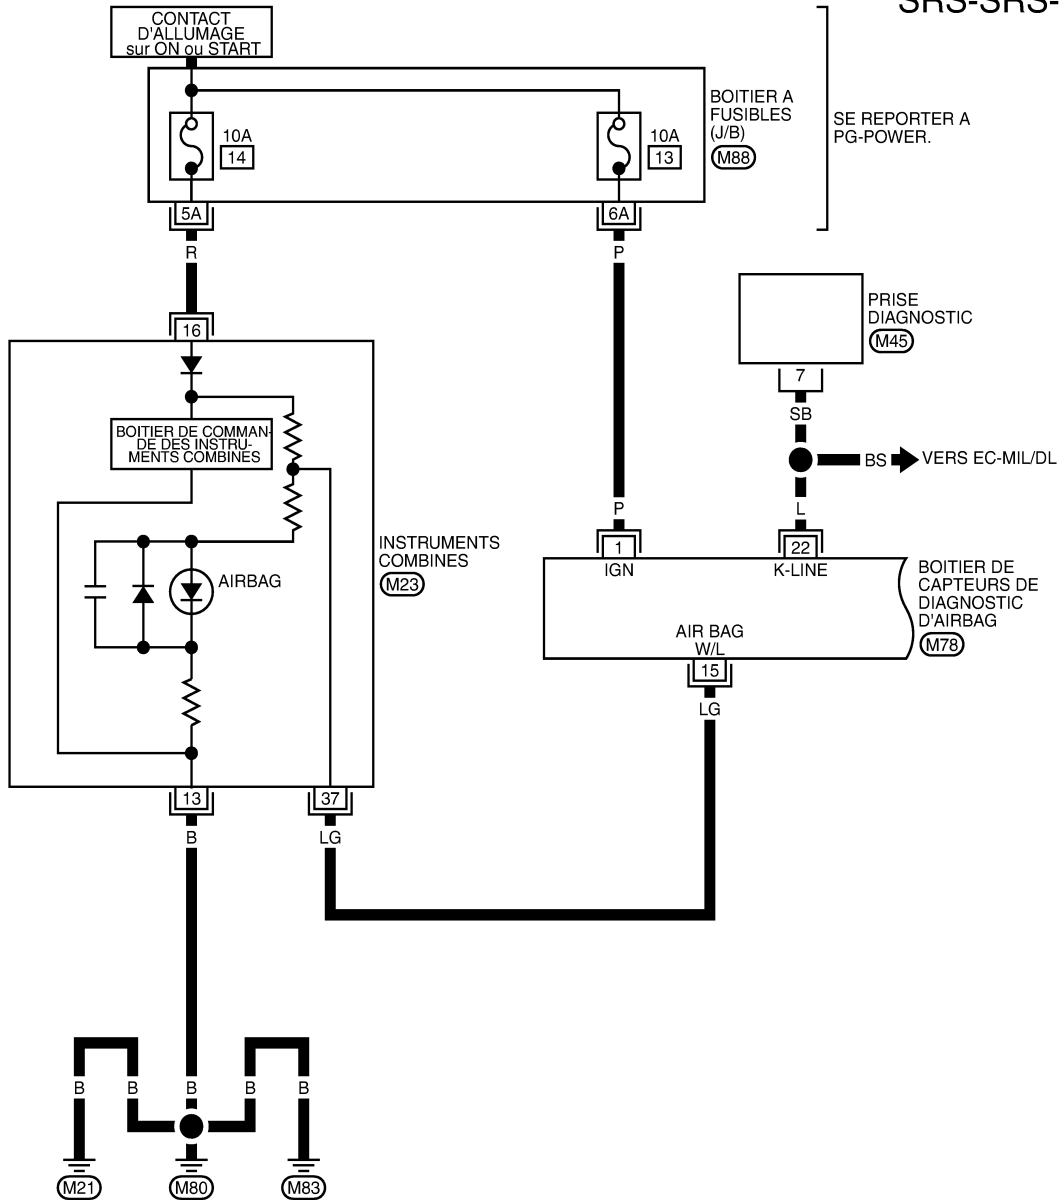 SRS-SRS-
CONTACT
D'ALLUMAGE
sur ON ou START
10A
14
10A
13
BOITIER A
FUSIBLES
(J/B)
M88
SE REPORTER A
PG-POWER.
5A
6A
R
P
16
PRISE
DIAGNOSTIC
M45
7
SB
BS
VERS EC-MIL/DL
L
BOITIER DE COMMAN-
DE DES INSTRU-
MENTS COMBINES
AIRBAG
INSTRUMENTS
COMBINES
M23
P
1
IGN
22
K-LINE
BOITIER DE
CAPTEURS DE
DIAGNOSTIC
D'AIRBAG
M78
AIR BAG
W/L
15
LG
13
37
B
LG
B
B
B
B
B
M21
M80
M83